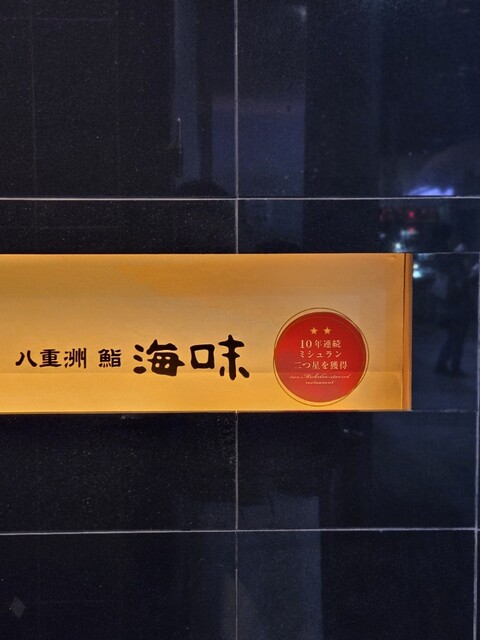 八重洲 鮨 海味
★★
10年連続
ミシュラン
二つ星を獲得
restaurant